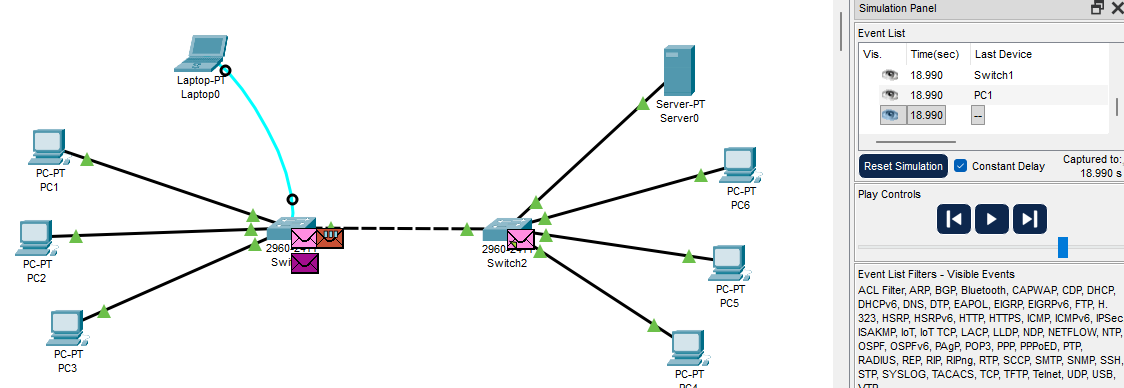 Simulation Panel
Event List
Vis. Time(sec) Last Device
18.990 Switch1
18.990 PC1
18.990 --
Reset Simulation Constant Delay Captured to:
18.990 s
Play Controls
Event List Filters - Visible Events
ACL Filter, ARP, BGP, Bluetooth, CAPWAP, CDP, DHCP,
DHCPv6, DNS, DTP, EAPOL, EIGRP, EIGRPv6, FTP, H.
323, HSRP, HSRPv6, HTTP, HTTPS, ICMP, ICMPv6, IPSec,
ISAKMP, IoT, IoT TCP, LACP, LLDP, NDP, NETFLOW, NTP,
OSPF, OSPFv6, PAgP, POP3, PPP, PPPoED, PTP,
RADIUS, REP, RIP, RIPng, RTP, SCCP, SMTP, SNMP, SSH,
STP, SYSLOG, TACACS, TCP, TFTP, Telnet, UDP, USB,
VTP
Laptop-PT
Laptop0
Server-PT
Server0
PC-PT
PC1
PC-PT
PC6
PC-PT
PC2
2960
Swi
2960
Switch2
PC-PT
PC5
PC-PT
PC3
PC-PT
PC4